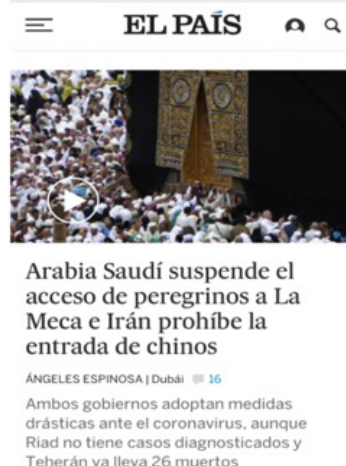 EL PAÍS
Arabia Saudí suspende el
acceso de peregrinos a La
Meca e Irán prohíbe la
entrada de chinos
ÁNGELES ESPINOSA | Dubái 16
Ambos gobiernos adoptan medidas
drásticas ante el coronavirus, aunque
Riad no tiene casos diagnosticados y
Teherán ya lleva 26 muertos